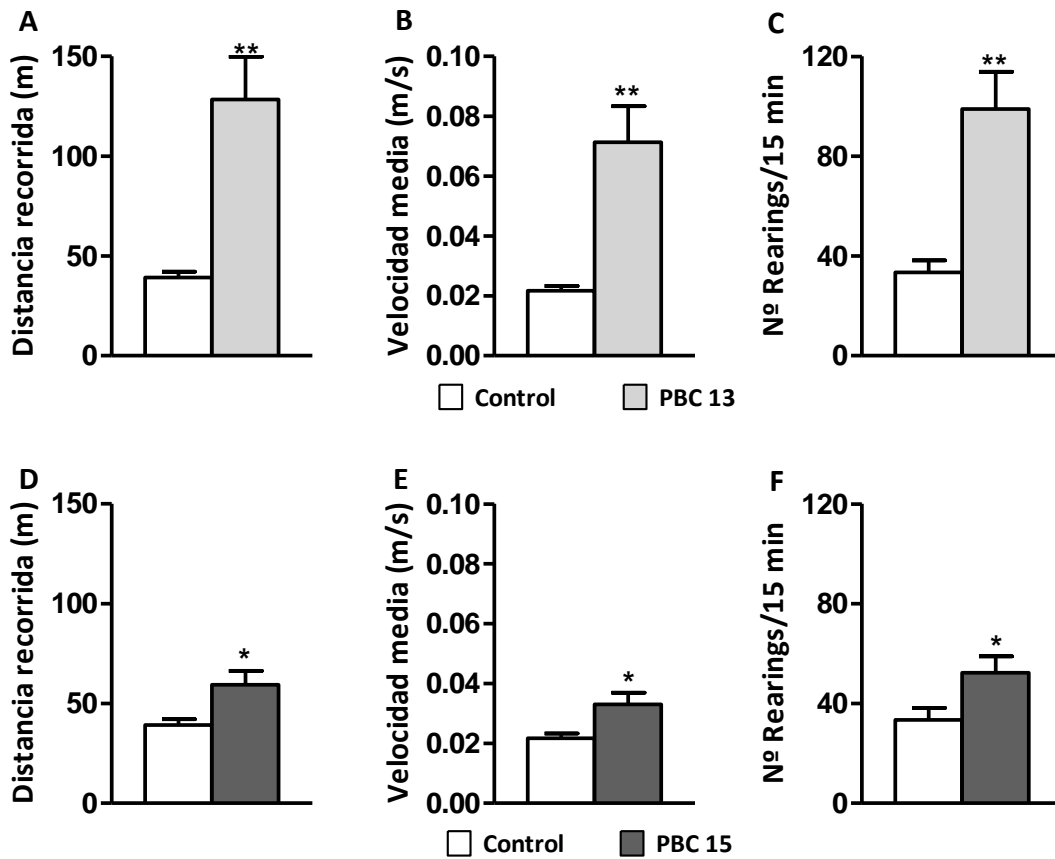 A
Distancia recorrida (m)
150
100
50
0
**
B
Velocidad media (m/s)
0.10
0.08
0.06
0.04
0.02
0.00
**
C
Nº Rearings/15 min
120
80
40
0
**
Control PBC 13
D
Distancia recorrida (m)
150
100
50
0
*
E
Velocidad media (m/s)
0.10
0.08
0.06
0.04
0.02
0.00
*
F
Nº Rearings/15 min
120
80
40
0
*
Control PBC 15